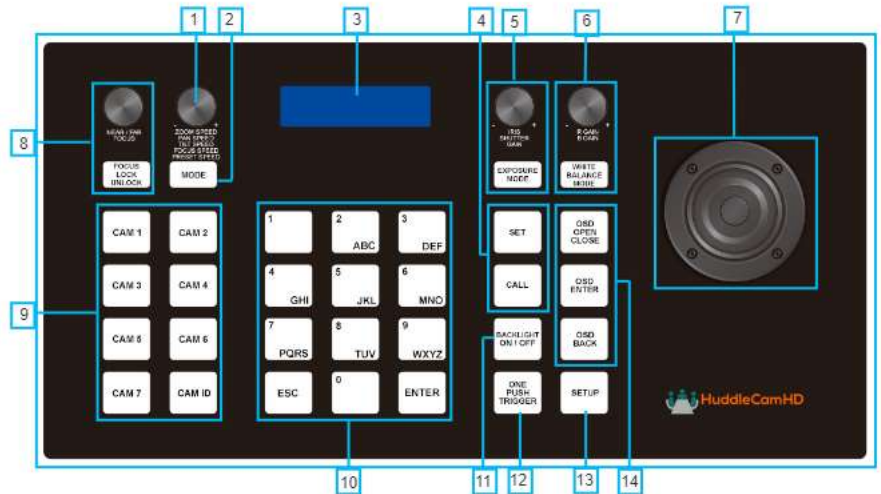 1
2
3
4
5
6
7
- +
- +
- +
NEAR / FAR
FOCUS
ZOOM SPEED
PAN SPEED
TILT SPEED
FOCUS SPEED
PRESET SPEED
IRIS
SHUTTER
GAIN
R GAIN
B GAIN
8
FOCUS
LOCK
UNLOCK
MODE
EXPOSURE
MODE
WHITE
BALANCE
MODE
CAM 1
CAM 2
1
2
ABC
3
DEF
SET
OSD
OPEN
CLOSE
CAM 3
CAM 4
4
GHI
5
JKL
6
MNO
CALL
OSD
ENTER
9
CAM 5
CAM 6
7
PQRS
8
TUV
9
WXYZ
BACKLIGHT
ON / OFF
OSD
BACK
CAM 7
CAM ID
ESC
0
ENTER
ONE
PUSH
TRIGGER
SETUP
HuddleCamHD
10
11
12
13
14